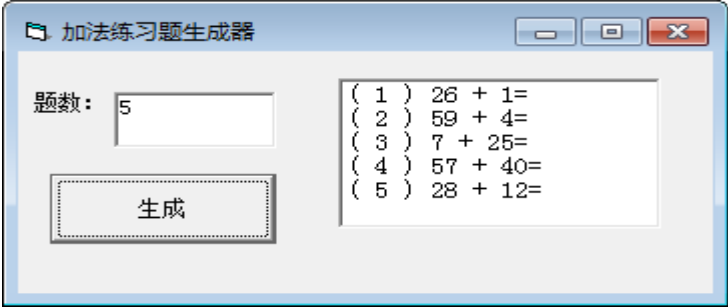 加法练习题生成器
题数： 5
生成
( 1 ) 26 + 1=
( 2 ) 59 + 4=
( 3 ) 7 + 25=
( 4 ) 57 + 40=
( 5 ) 28 + 12=